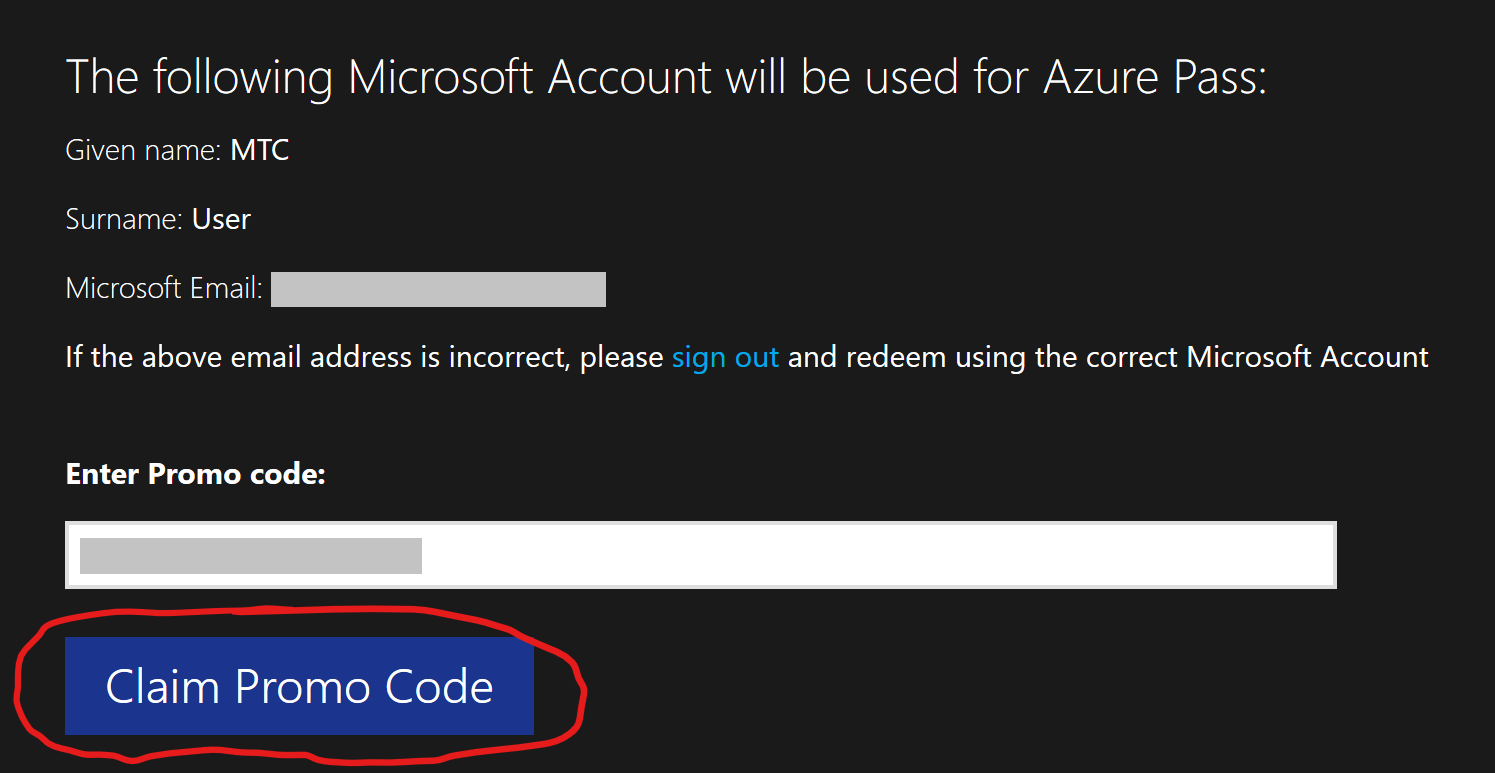 The following Microsoft Account will be used for Azure Pass:
Given name: MTC
Surname: User
Microsoft Email:
If the above email address is incorrect, please sign out and redeem using the correct Microsoft Account
Enter Promo code:
Claim Promo Code